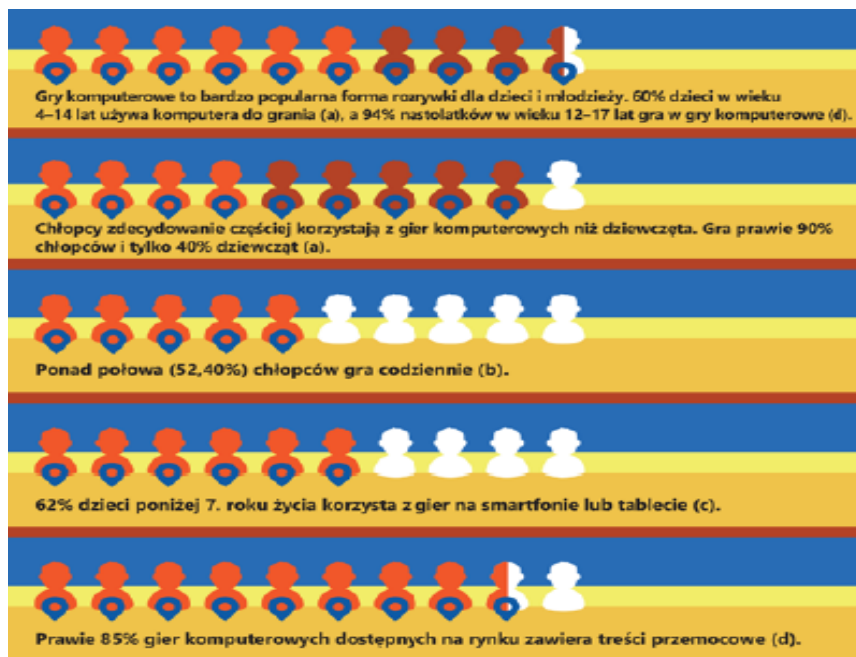 Gry komputerowe to bardzo popularna forma rozrywki dla dzieci i młodzieży. 60% dzieci w wieku
4–14 lat używa komputera do grania (a), a 94% nastolatków w wieku 12–17 lat gra w gry komputerowe (d).
Chłopcy zdecydowanie częściej korzystają z gier komputerowych niż dziewczęta. Gra prawie 90%
chłopców i tylko 40% dziewcząt (a).
Ponad połowa (52,40%) chłopców gra codziennie (b).
62% dzieci poniżej 7. roku życia korzysta z gier na smartfonie lub tablecie (c).
Prawie 85% gier komputerowych dostępnych na rynku zawiera treści przemocowe (d).